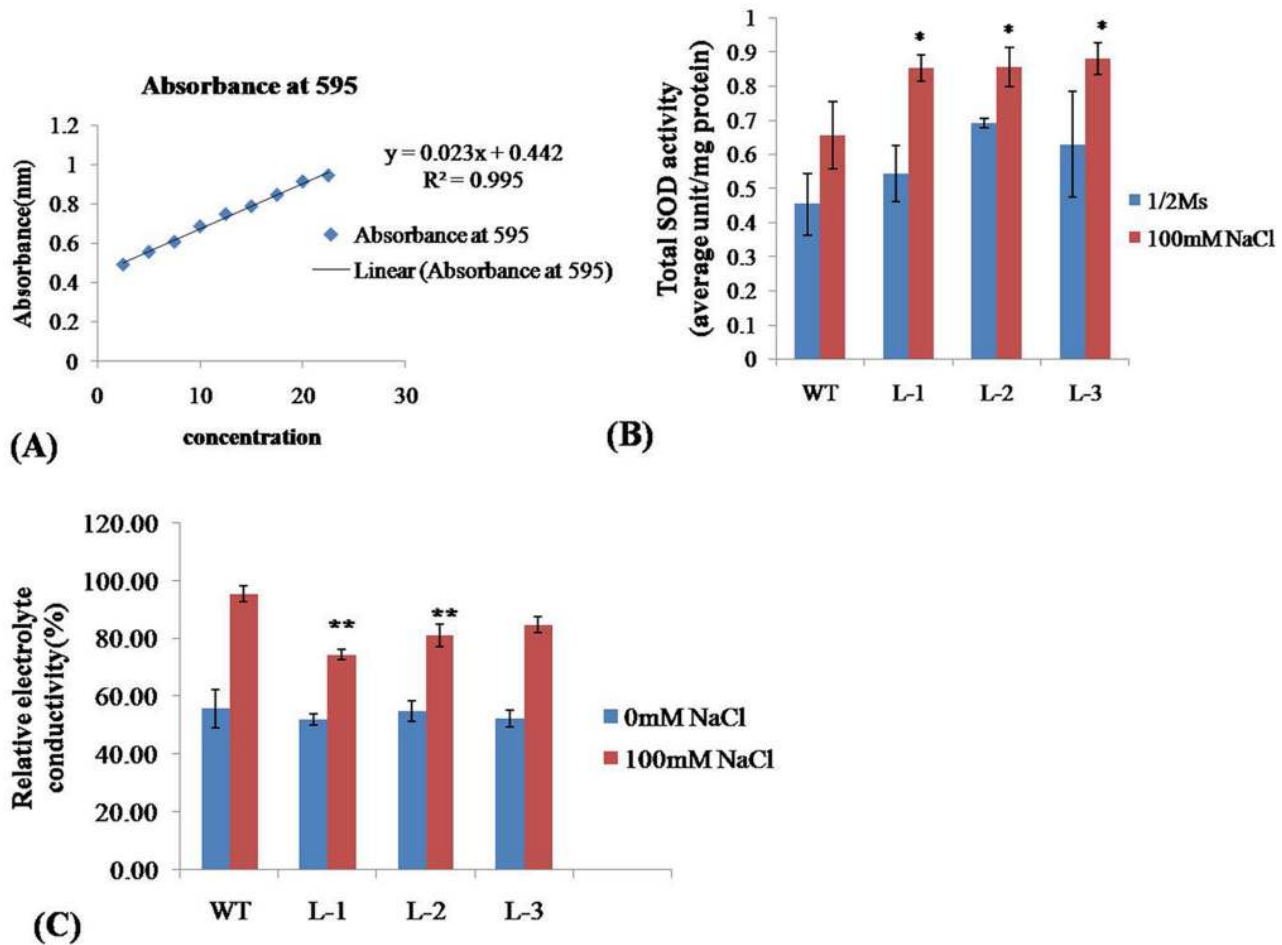 Absorbance at 595
1.2
1
0.8
0.6
0.4
0.2
0
Absorbance(nm)
y = 0.023x + 0.442
R² = 0.995
Absorbance at 595
Linear (Absorbance at 595)
0 10 20 30
concentration
(A)
1
0.9
0.8
0.7
0.6
0.5
0.4
0.3
0.2
0.1
0
Total SOD activity
(average unit/mg protein)
* * *
1/2Ms
100mM NaCl
WT L-1 L-2 L-3
(B)
120.00
100.00
80.00
60.00
40.00
20.00
0.00
Relative electrolyte
conductivity(%)
** **
0mM NaCl
100mM NaCl
WT L-1 L-2 L-3
(C)